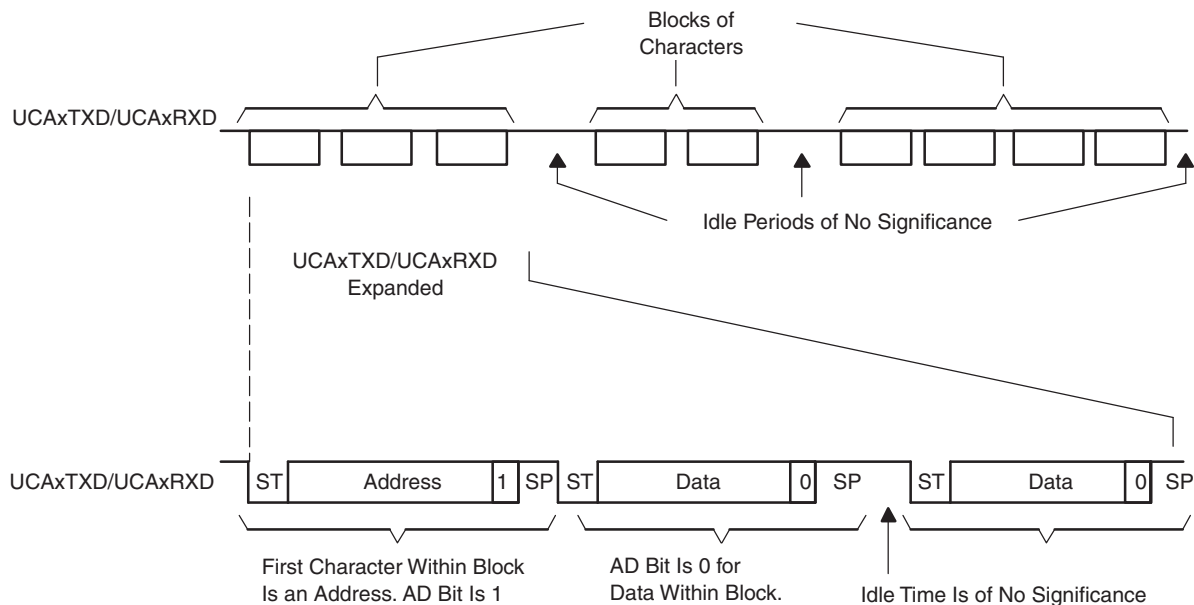 Blocks of
Characters
UCAxTXD/UCAxRXD
Idle Periods of No Significance
UCAxTXD/UCAxRXD
Expanded
UCAxTXD/UCAxRXD ST Address 1 SP ST Data 0 SP ST Data 0 SP
First Character Within Block
Is an Address. AD Bit Is 1
AD Bit Is 0 for
Data Within Block.
Idle Time Is of No Significance